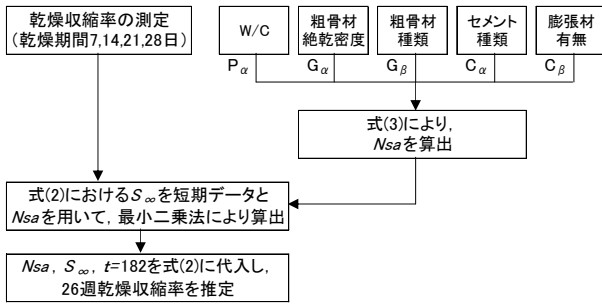 乾燥収縮率の測定
(乾燥期間7,14,21,28日)
W/C
粗骨材
絶乾密度
粗骨材
種類
セメント
種類
膨張材
有無
Pα
Gα
Gβ
Cα
Cβ
式(3)により，
Nsaを算出
式(2)におけるS∞を短期データと
Nsaを用いて，最小二乗法により算出
Nsa，S∞，t=182を式(2)に代入し，
26週乾燥収縮率を推定